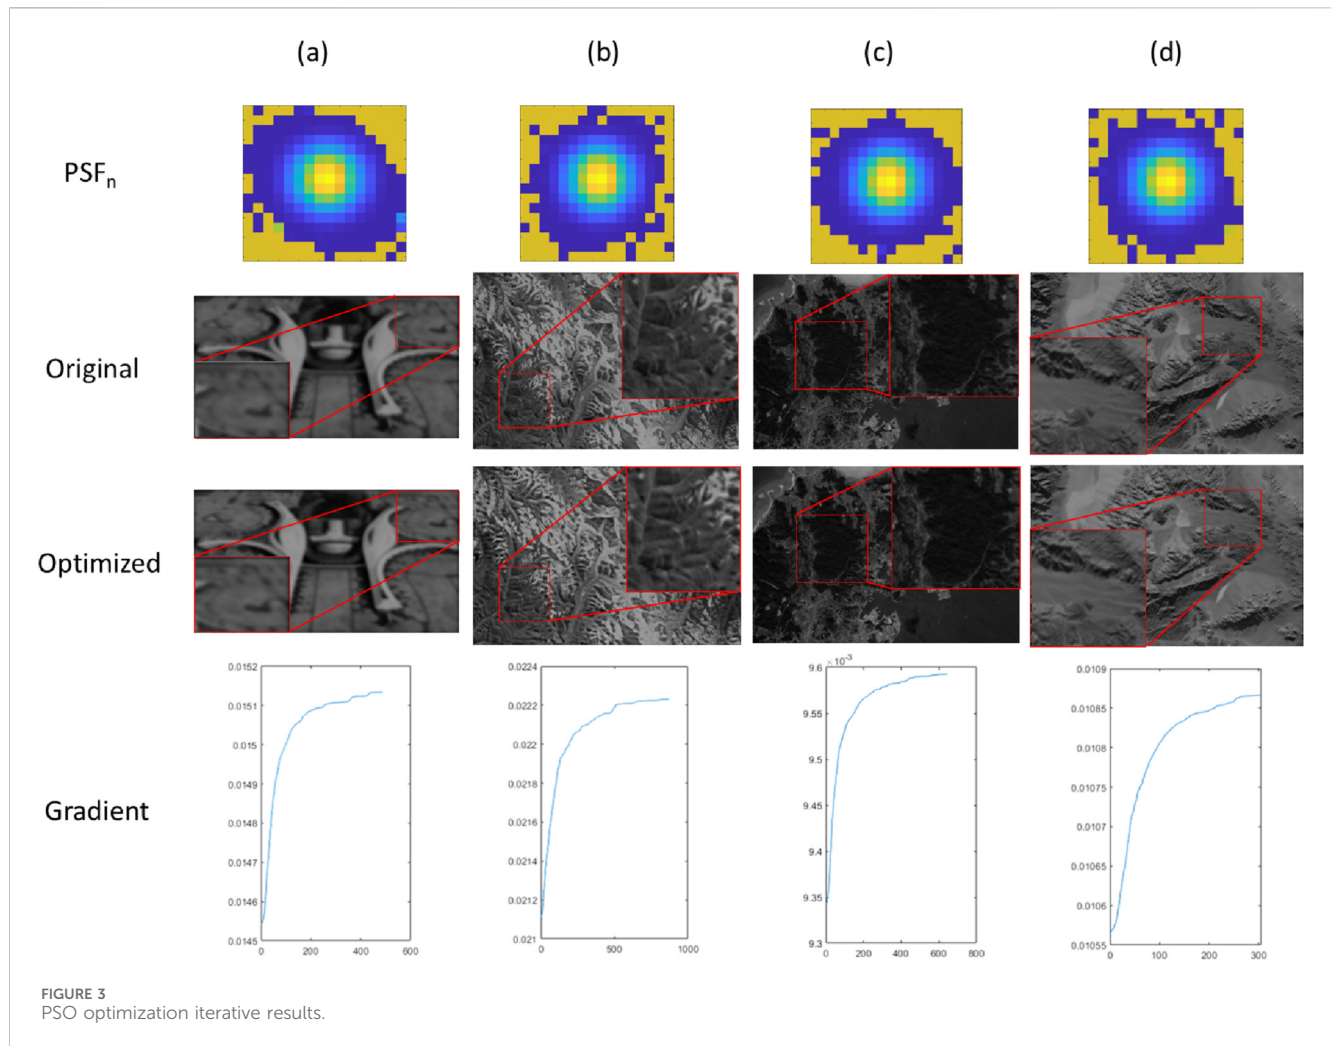 (a) (b) (c) (d)
PSFn
Original
Optimized
Gradient
0.0152
0.0151
0.015
0.0149
0.0148
0.0147
0.0146
0.0145
0 200 400 600
0.0224
0.0222
0.022
0.0218
0.0216
0.0214
0.0212
0.021
0 500 1000
×10-3
9.6
9.55
9.5
9.45
9.4
9.35
9.3
0 200 400 600 800
0.0109
0.01085
0.0108
0.01075
0.0107
0.01065
0.0106
0.01055
0 100 200 300
FIGURE 3
PSO optimization iterative results.